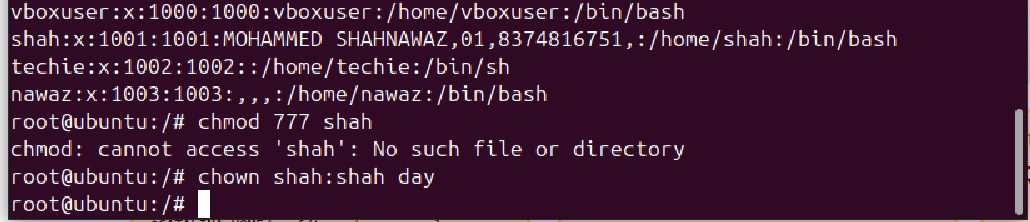 vboxuser:x:1000:1000:vboxuser:/home/vboxuser:/bin/bash
shah:x:1001:1001:MOHAMMED SHAHNAWAZ,01,8374816751,:/home/shah:/bin/bash
techie:x:1002:1002::/home/techie:/bin/sh
nawaz:x:1003:1003:,,,:/home/nawaz:/bin/bash
root@ubuntu:/# chmod 777 shah
chmod: cannot access 'shah': No such file or directory
root@ubuntu:/# chown shah:shah day
root@ubuntu:/#